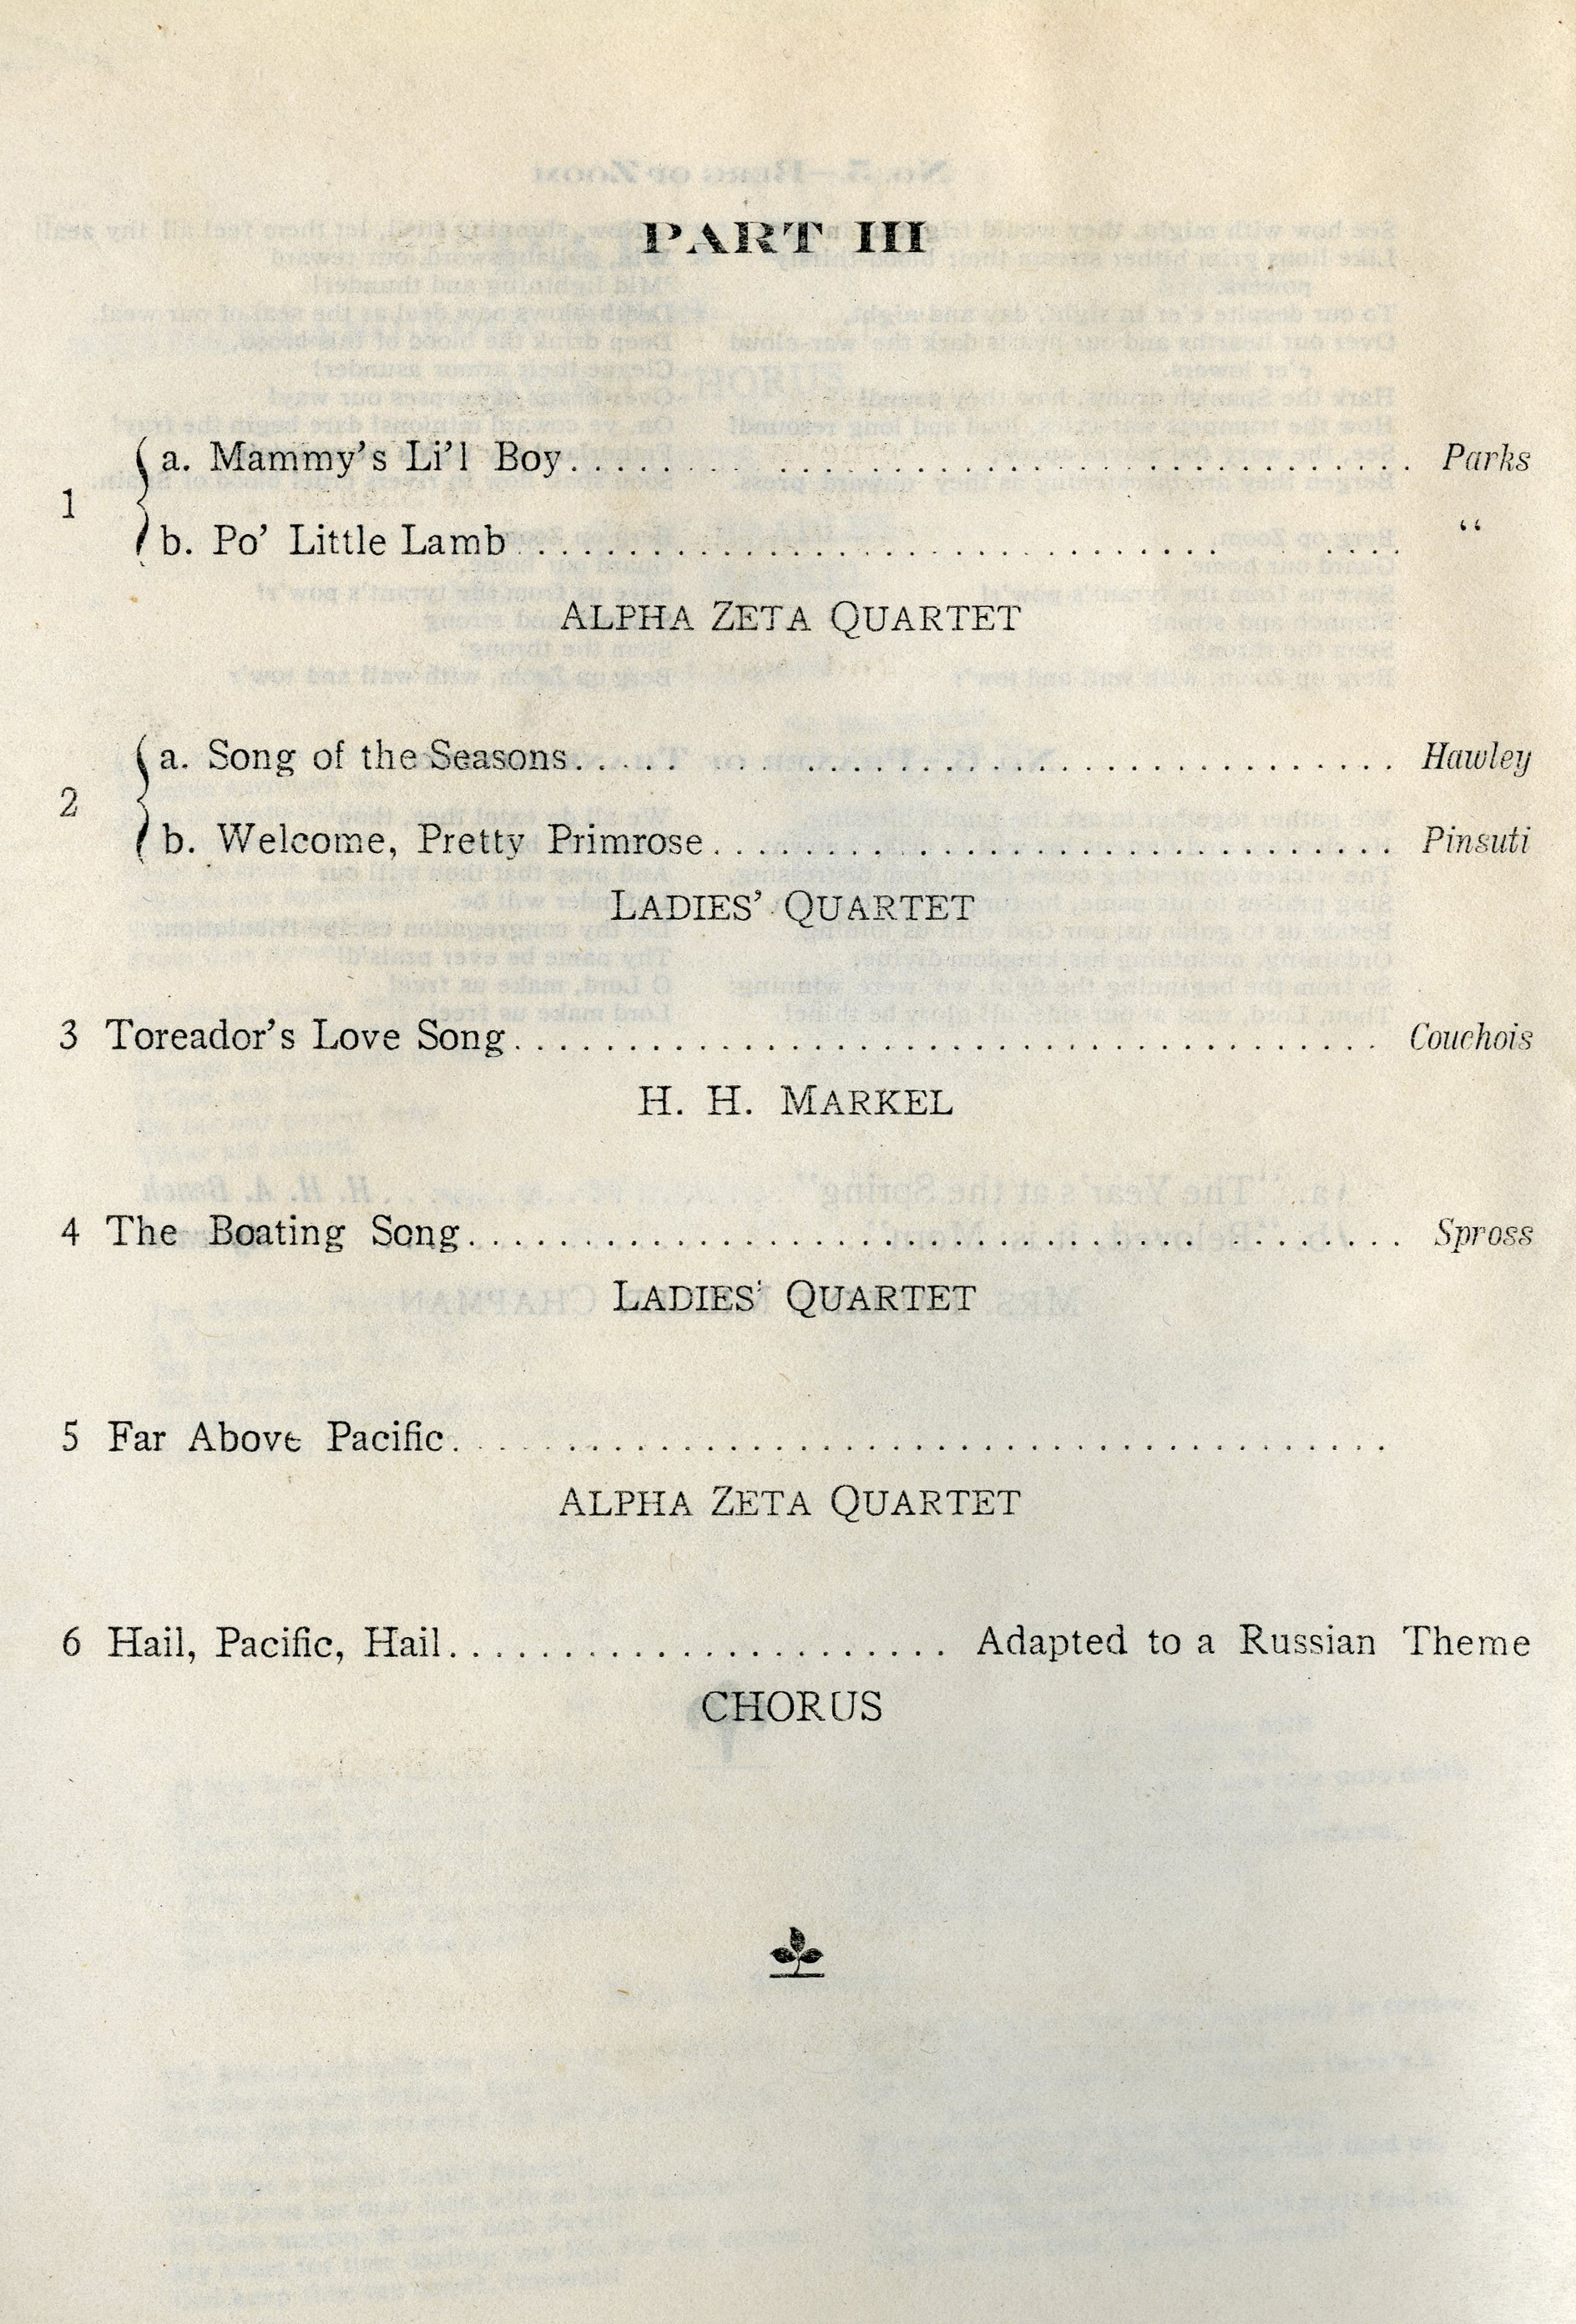 PART III
1
a. Mammy's Li'l Boy. . . . . . . . . . . . . . . . . . . . . . . . . . . . . . . . . . Parks
b. Po' Little Lamb . . . . . . . . . . . . . . . . . . . . . . . . . . . . . . . . . . “
ALPHA ZETA QUARTET
2
a. Song of the Seasons. . . . . . . . . . . . . . . . . . . . . . . . . . . . . . Hawley
b. Welcome, Pretty Primrose. . . . . . . . . . . . . . . . . . . . . . . . . . Pinsuti
LADIES' QUARTET
3 Toreador's Love Song. . . . . . . . . . . . . . . . . . . . . . . . . . . . . . . Couchois
H. H. MARKEL
4 The Boating Song. . . . . . . . . . . . . . . . . . . . . . . . . . . . . . . . . . Spross
LADIES' QUARTET
5 Far Above Pacific. . . . . . . . . . . . . . . . . . . . . . . . . . . . . . . . . .
ALPHA ZETA QUARTET
6 Hail, Pacific, Hail. . . . . . . . . . . . . . . . . . . . . . Adapted to a Russian Theme
CHORUS